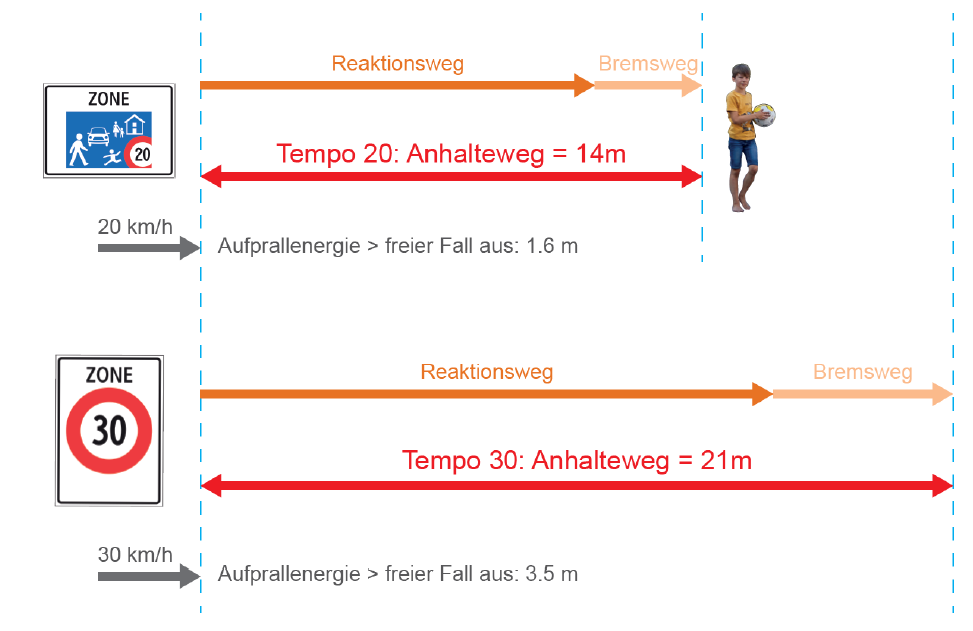 Reaktionsweg
Bremsweg
ZONE
20
Tempo 20: Anhalteweg = 14m
20 km/h
Aufprallenergie > freier Fall aus: 1.6 m
Reaktionsweg
Bremsweg
ZONE
30
Tempo 30: Anhalteweg = 21m
30 km/h
Aufprallenergie > freier Fall aus: 3.5 m